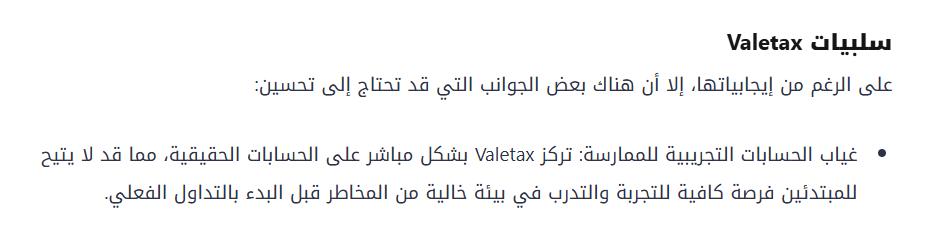 سلبيات Valetax
على الرغم من إيجابياتها، إلا أن هناك بعض الجوانب التي قد تحتاج إلى تحسين:
• غياب الحسابات التجريبية للممارسة: تركز Valetax بشكل مباشر على الحسابات الحقيقية، مما قد لا يتيح
للمبتدئين فرصة كافية للتجربة والتدرب في بيئة خالية من المخاطر قبل البدء بالتداول الفعلي.